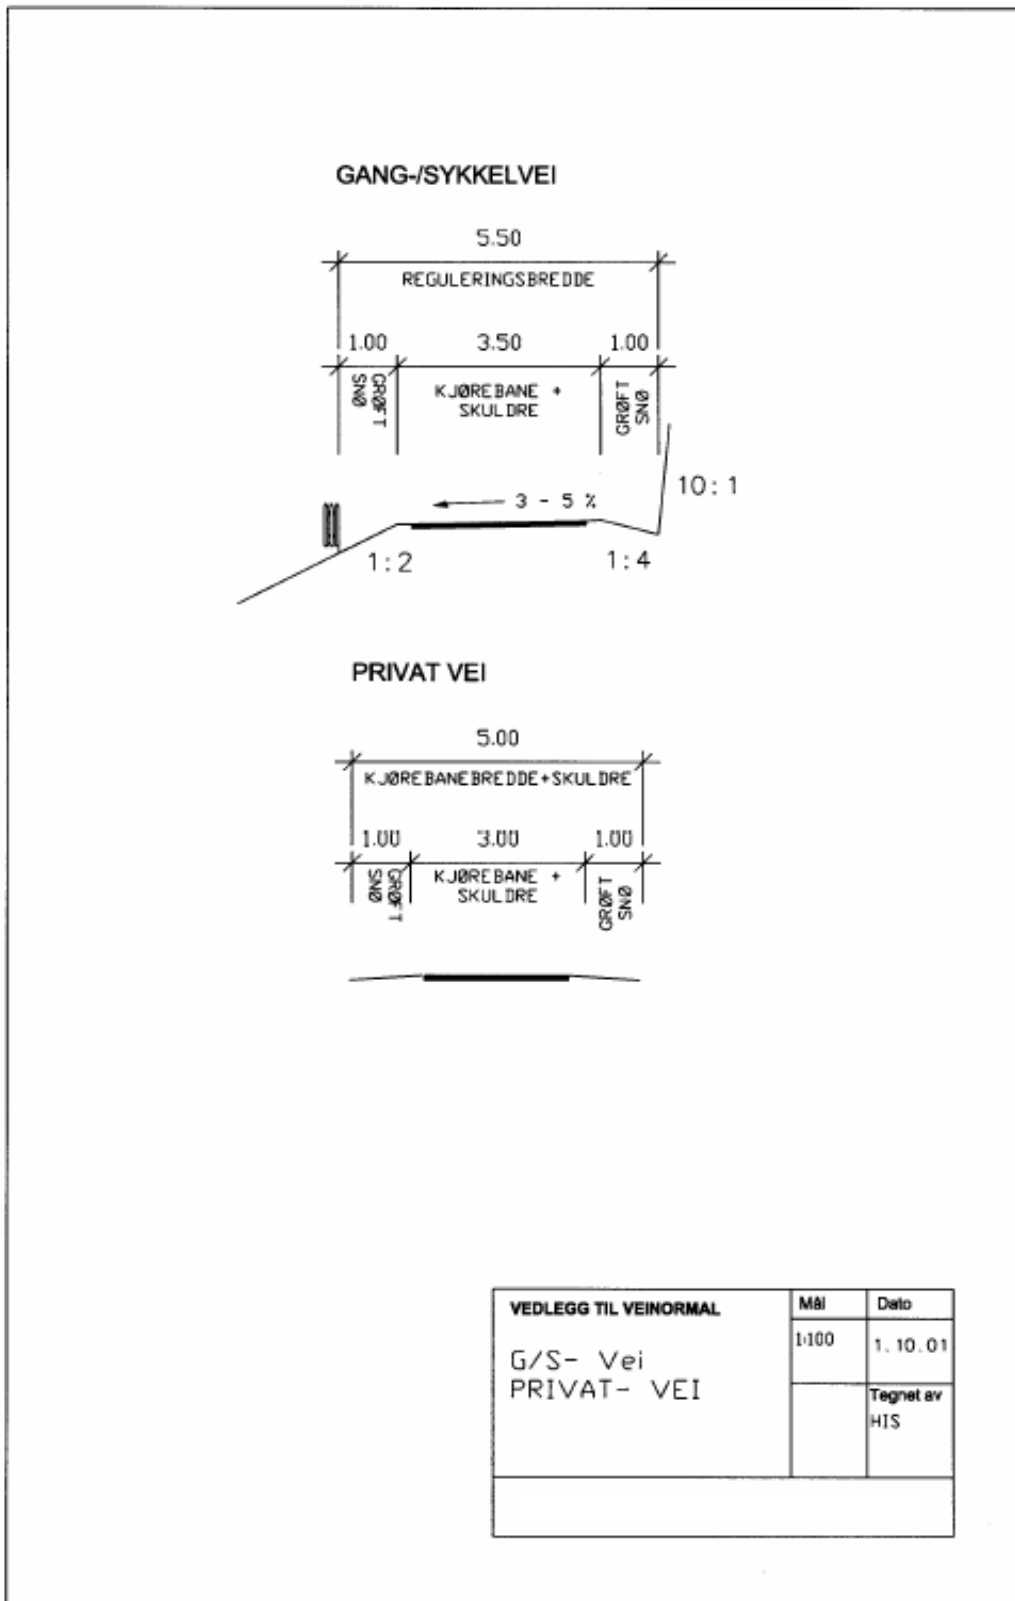 GANG-/SYKKELVEI
5.50
REGULERINGSBREDDE
1.00 3.50 1.00
GRØFT
SNØ
KJØREBANE +
SKULDRE
GRØFT
SNØ
10:1
3 - 5 %
1:2 1:4
PRIVAT VEI
5.00
KJØREBANEBREDDE+SKULDRE
1.00 3.00 1.00
GRØFT
SNØ
KJØREBANE +
SKULDRE
GRØFT
SNØ
VEDLEGG TIL VEINORMAL
G/S- Vei
PRIVAT- VEI
Mål
1:100
Dato
1.10.01
Tegnet av
HIS